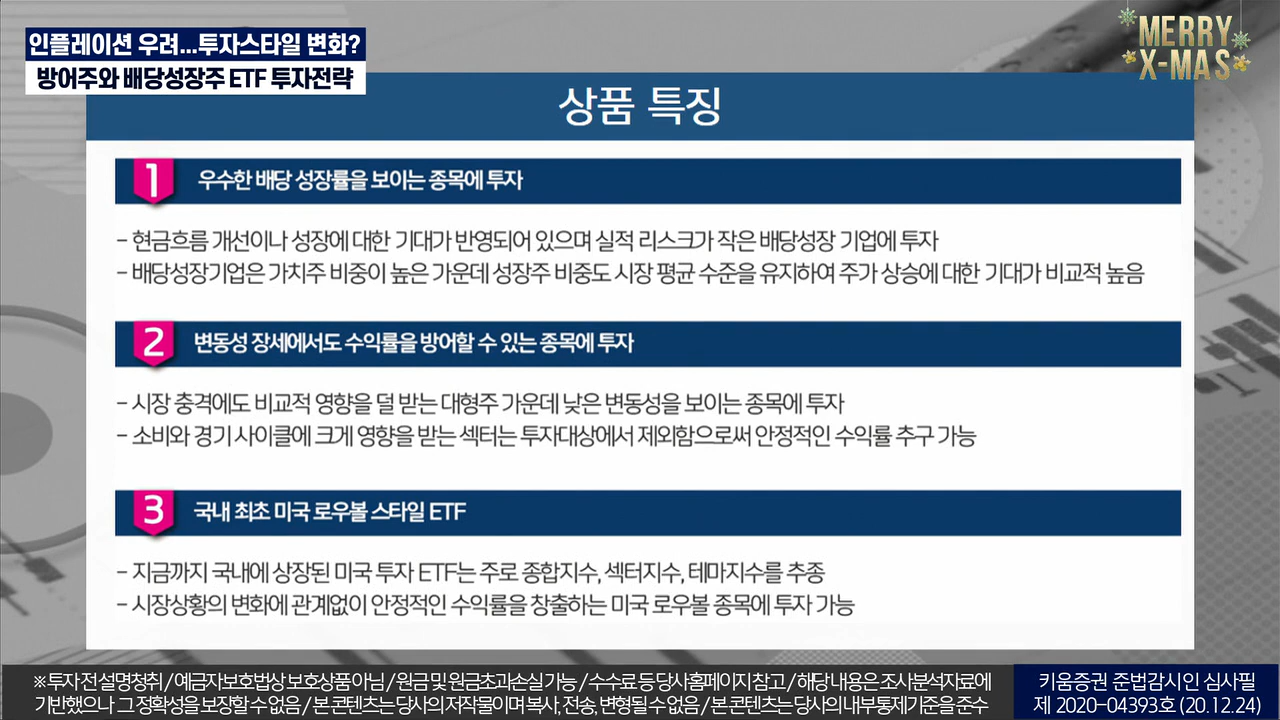 인플레이션 우려...투자스타일 변화?
방어주와 배당성장주 ETF 투자전략
MERRY
X-MAS
상품 특징
1 우수한 배당 성장률을 보이는 종목에 투자
- 현금흐름 개선이나 성장에 대한 기대가 반영되어 있으며 실적 리스크가 작은 배당성장 기업에 투자
- 배당성장기업은 가치주 비중이 높은 가운데 성장주 비중도 시장 평균 수준을 유지하여 주가 상승에 대한 기대가 비교적 높음
2 변동성 장세에서도 수익률을 방어할 수 있는 종목에 투자
- 시장 충격에도 비교적 영향을 덜 받는 대형주 가운데 낮은 변동성을 보이는 종목에 투자
- 소비와 경기 사이클에 크게 영향을 받는 섹터는 투자대상에서 제외함으로써 안정적인 수익률 추구 가능
3 국내 최초 미국 로우볼 스타일 ETF
- 지금까지 국내에 상장된 미국 투자 ETF는 주로 종합지수, 섹터지수, 테마지수를 추종
- 시장상황의 변화에 관계없이 안정적인 수익률을 창출하는 미국 로우볼 종목에 투자 가능
※ 투자 전 설명청취 / 예금자보호법상 보호상품 아님 / 원금 및 원금초과손실 가능 / 수수료 등 당사홈페이지 참고 / 해당 내용은 조사분석자료에
기반했으나 그 정확성을 보장할 수 없음 / 본 콘텐츠는 당사의 저작물이며 복사, 전송, 변형될 수 없음 / 본 콘텐츠는 당사의 내부통제기준을 준수
키움증권 준법감시인 심사필
제 2020-04393호 (20.12.24)